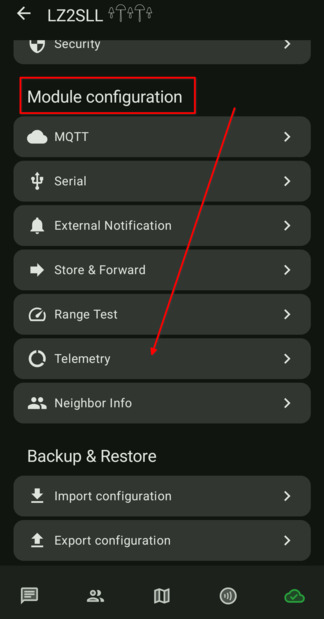 LZ2SLL
Security
Module configuration
MQTT
Serial
External Notification
Store & Forward
Range Test
Telemetry
Neighbor Info
Backup & Restore
Import configuration
Export configuration